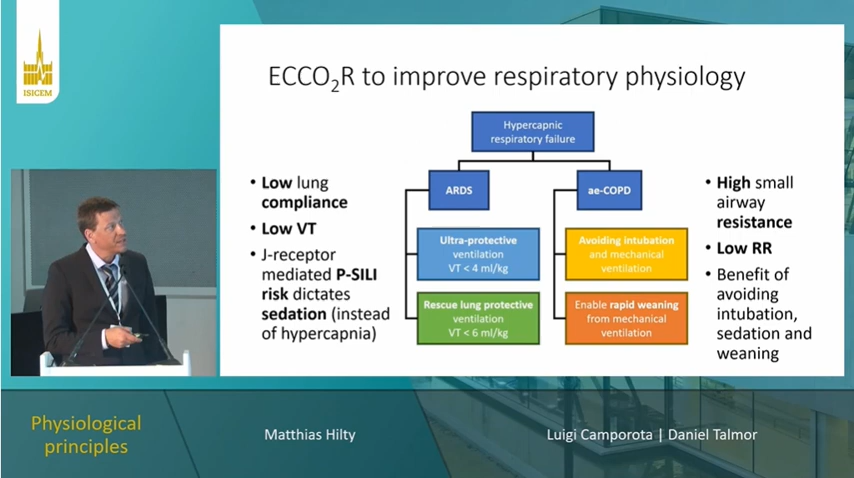 ISICEM
ECCO₂R to improve respiratory physiology
Hypercapnic
respiratory failure
ARDS
ae-COPD
• Low lung
compliance
• Low VT
• J-receptor
mediated P-SILI
risk dictates
sedation (instead
of hypercapnia)
Ultra-protective
ventilation
VT < 4 ml/kg
Rescue lung protective
ventilation
VT < 6 ml/kg
Avoiding intubation
and mechanical
ventilation
Enable rapid weaning
from mechanical
ventilation
• High small
airway
resistance
• Low RR
• Benefit of
avoiding
intubation,
sedation and
weaning
Physiological
principles
Matthias Hilty
Luigi Camporota | Daniel Talmor